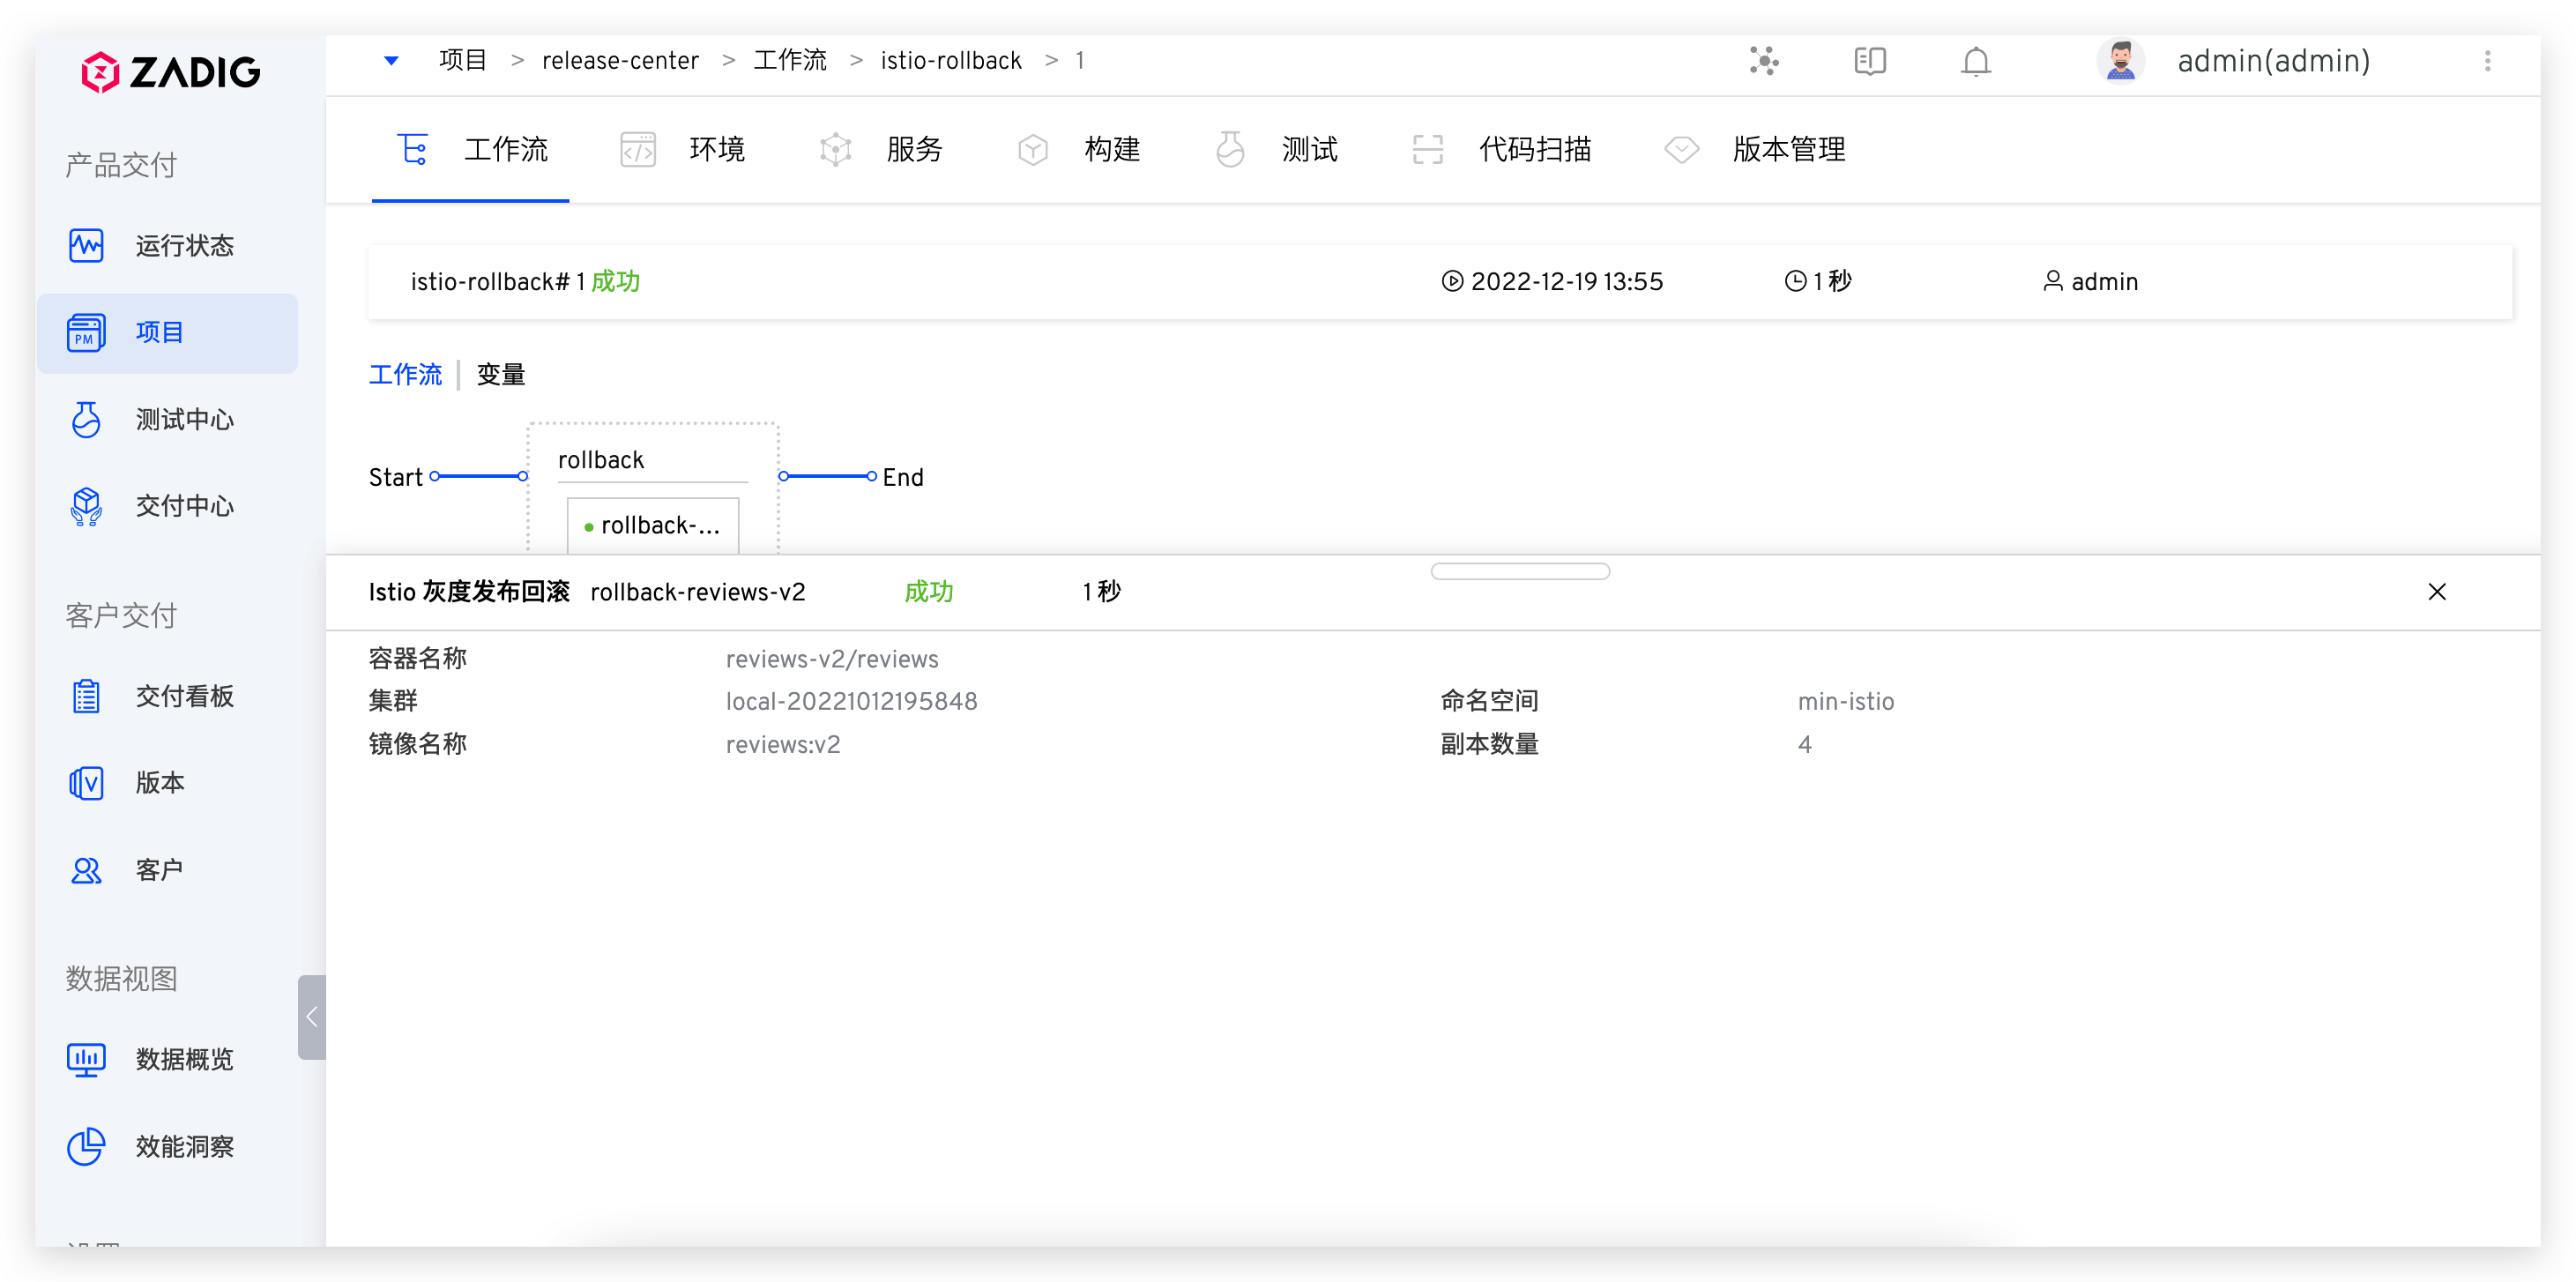 ZADIG
项目 > release-center > 工作流 > istio-rollback > 1
admin(admin)
工作流 环境 服务 构建 测试 代码扫描 版本管理
产品交付
运行状态
PM 项目
测试中心
交付中心
客户交付
交付看板
版本
客户
数据视图
数据概览
效能洞察
istio-rollback# 1 成功 2022-12-19 13:55 1 秒 admin
工作流 | 变量
Start
rollback
rollback-...
End
Istio 灰度发布回滚 rollback-reviews-v2 成功 1 秒
容器名称 reviews-v2/reviews
集群 local-20221012195848 命名空间 min-istio
镜像名称 reviews:v2 副本数量 4